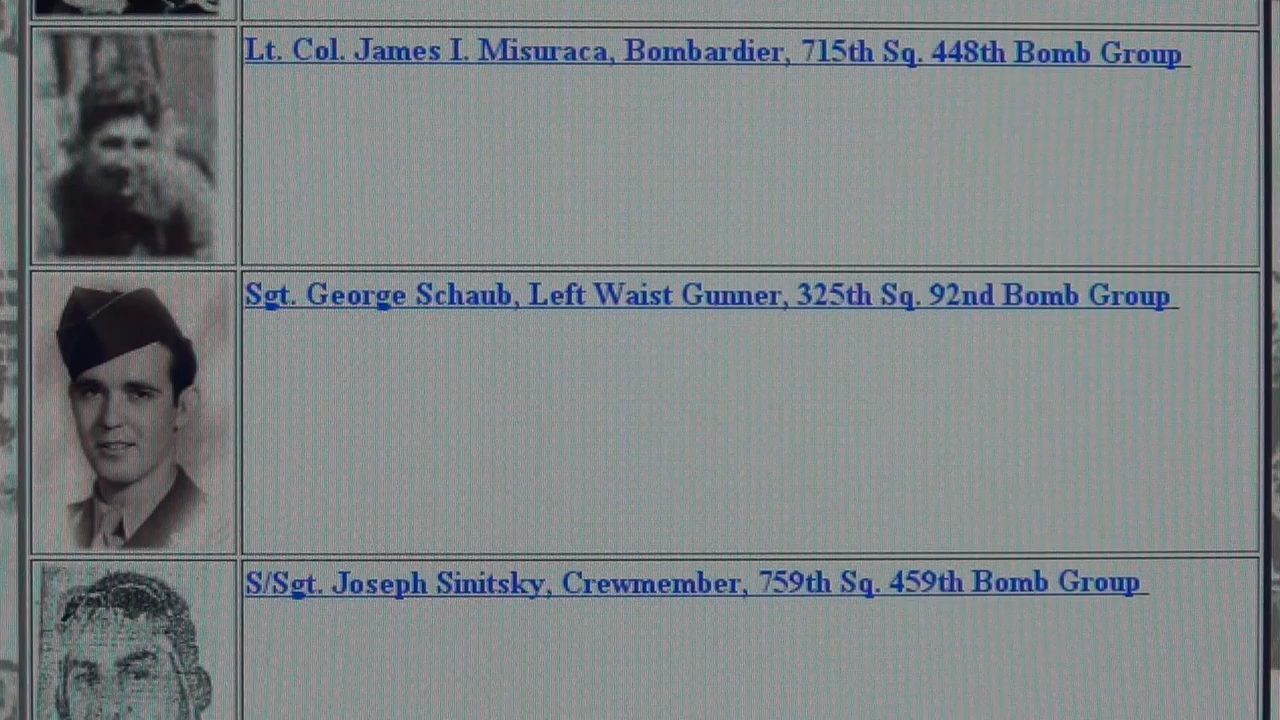 Lt. Col. James I. Misuraca, Bombardier, 715th Sq. 448th Bomb Group
Sgt. George Schaub, Left Waist Gunner, 325th Sq. 92nd Bomb Group
S/Sgt. Joseph Sinitsky, Crewmember, 759th Sq. 459th Bomb Group